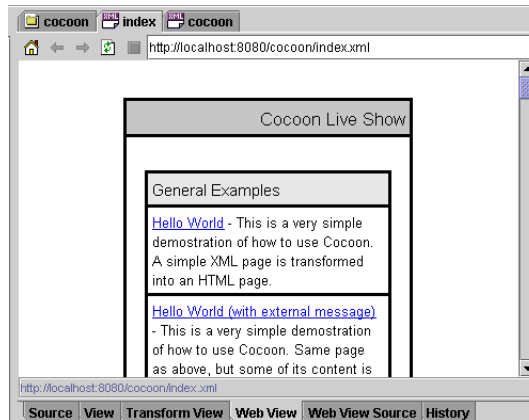 cocoon index cocoon
http://localhost:8080/cocoon/index.xml
Cocoon Live Show
General Examples
Hello World - This is a very simple
demostration of how to use Cocoon.
A simple XML page is transformed
into an HTML page.
Hello World (with external message)
- This is a very simple demostration
of how to use Cocoon. Same page
as above, but some of its content is
http://localhost:8080/cocoon/index.xml
Source View Transform View Web View Web View Source History